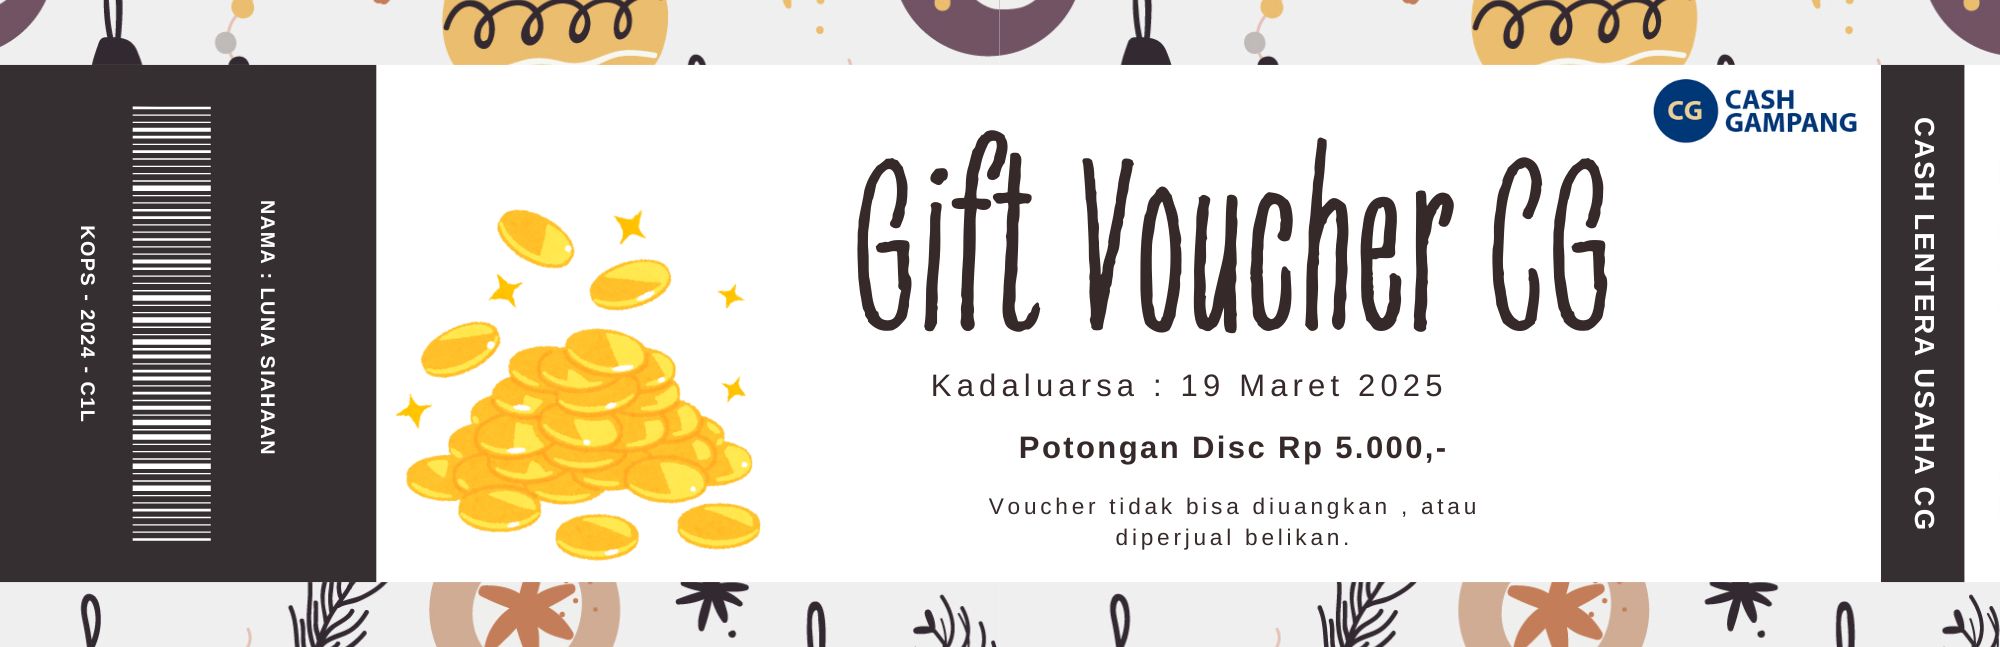 KOPS - 2024 - C1L
NAMA : LUNA SIAHAAN
CG
CASH
GAMPANG
Gift Voucher CG
Kadaluarsa : 19 Maret 2025
Potongan Disc Rp 5.000,-
Voucher tidak bisa diuangkan , atau
diperjual belikan.
CASH LENTERA USAHA CG